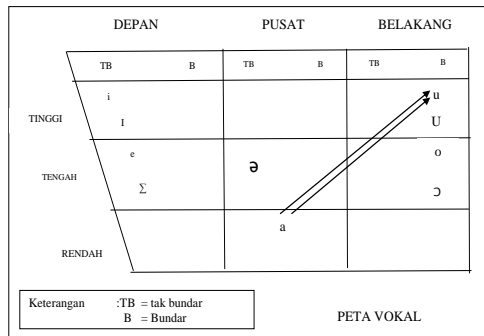 DEPAN PUSAT BELAKANG
TB B TB B TB B
i u
TINGGI I U
e o
TENGAH ə
Σ ɔ
a
RENDAH
Keterangan :TB = tak bundar
B = Bundar
PETA VOKAL